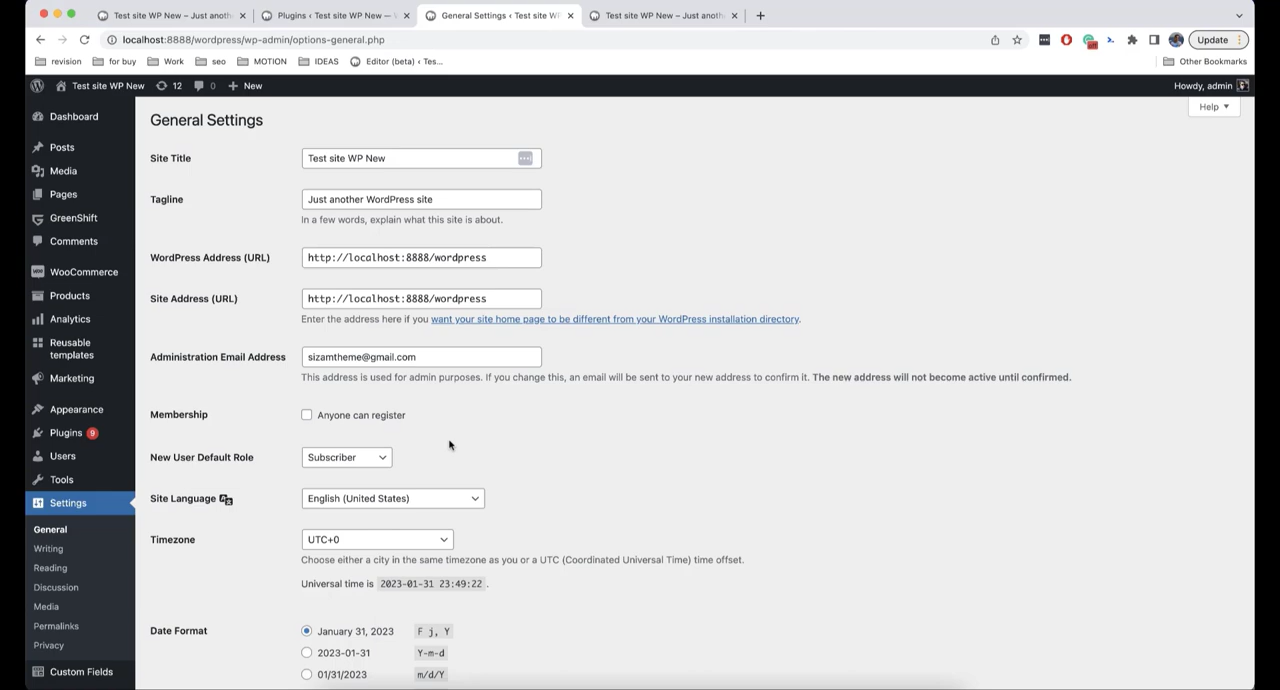 Test site WP New – Just anoth
Plugins ‹ Test site WP New —
General Settings ‹ Test site WP
Test site WP New – Just anoth
localhost:8888/wordpress/wp-admin/options-general.php
Update
revision
for buy
Work
seo
MOTION
IDEAS
Editor (beta) ‹ Tes...
Other Bookmarks
Test site WP New
12
0
New
Howdy, admin
Help
Dashboard
Posts
Media
Pages
GreenShift
Comments
WooCommerce
Products
Analytics
Reusable
templates
Marketing
Appearance
Plugins 9
Users
Tools
Settings
General
Writing
Reading
Discussion
Media
Permalinks
Privacy
Custom Fields
General Settings
Site Title
Test site WP New
Tagline
Just another WordPress site
In a few words, explain what this site is about.
WordPress Address (URL)
http://localhost:8888/wordpress
Site Address (URL)
http://localhost:8888/wordpress
Enter the address here if you want your site home page to be different from your WordPress installation directory.
Administration Email Address
sizamtheme@gmail.com
This address is used for admin purposes. If you change this, an email will be sent to your new address to confirm it. The new address will not become active until confirmed.
Membership
Anyone can register
New User Default Role
Subscriber
Site Language
English (United States)
Timezone
UTC+0
Choose either a city in the same timezone as you or a UTC (Coordinated Universal Time) time offset.
Universal time is 2023-01-31 23:49:22 .
Date Format
January 31, 2023 F j, Y
2023-01-31 Y-m-d
01/31/2023 m/d/Y